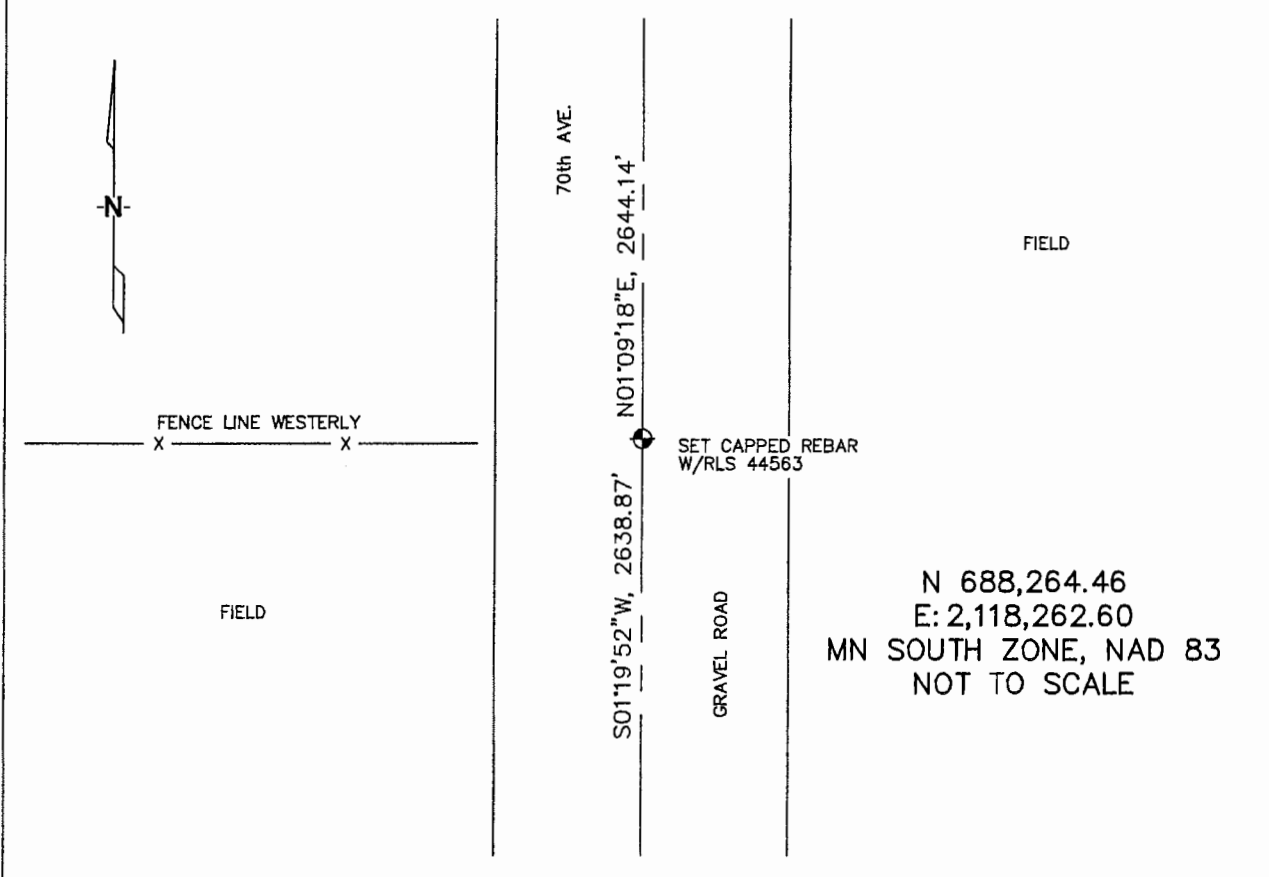 70th AVE.
N01°09'18"E, 2644.14'
FIELD
-N-
FENCE LINE WESTERLY
X X
SET CAPPED REBAR
W/RLS 44563
S01°19'52"W, 2638.87'
FIELD
GRAVEL ROAD
N 688,264.46
E: 2,118,262.60
MN SOUTH ZONE, NAD 83
NOT TO SCALE